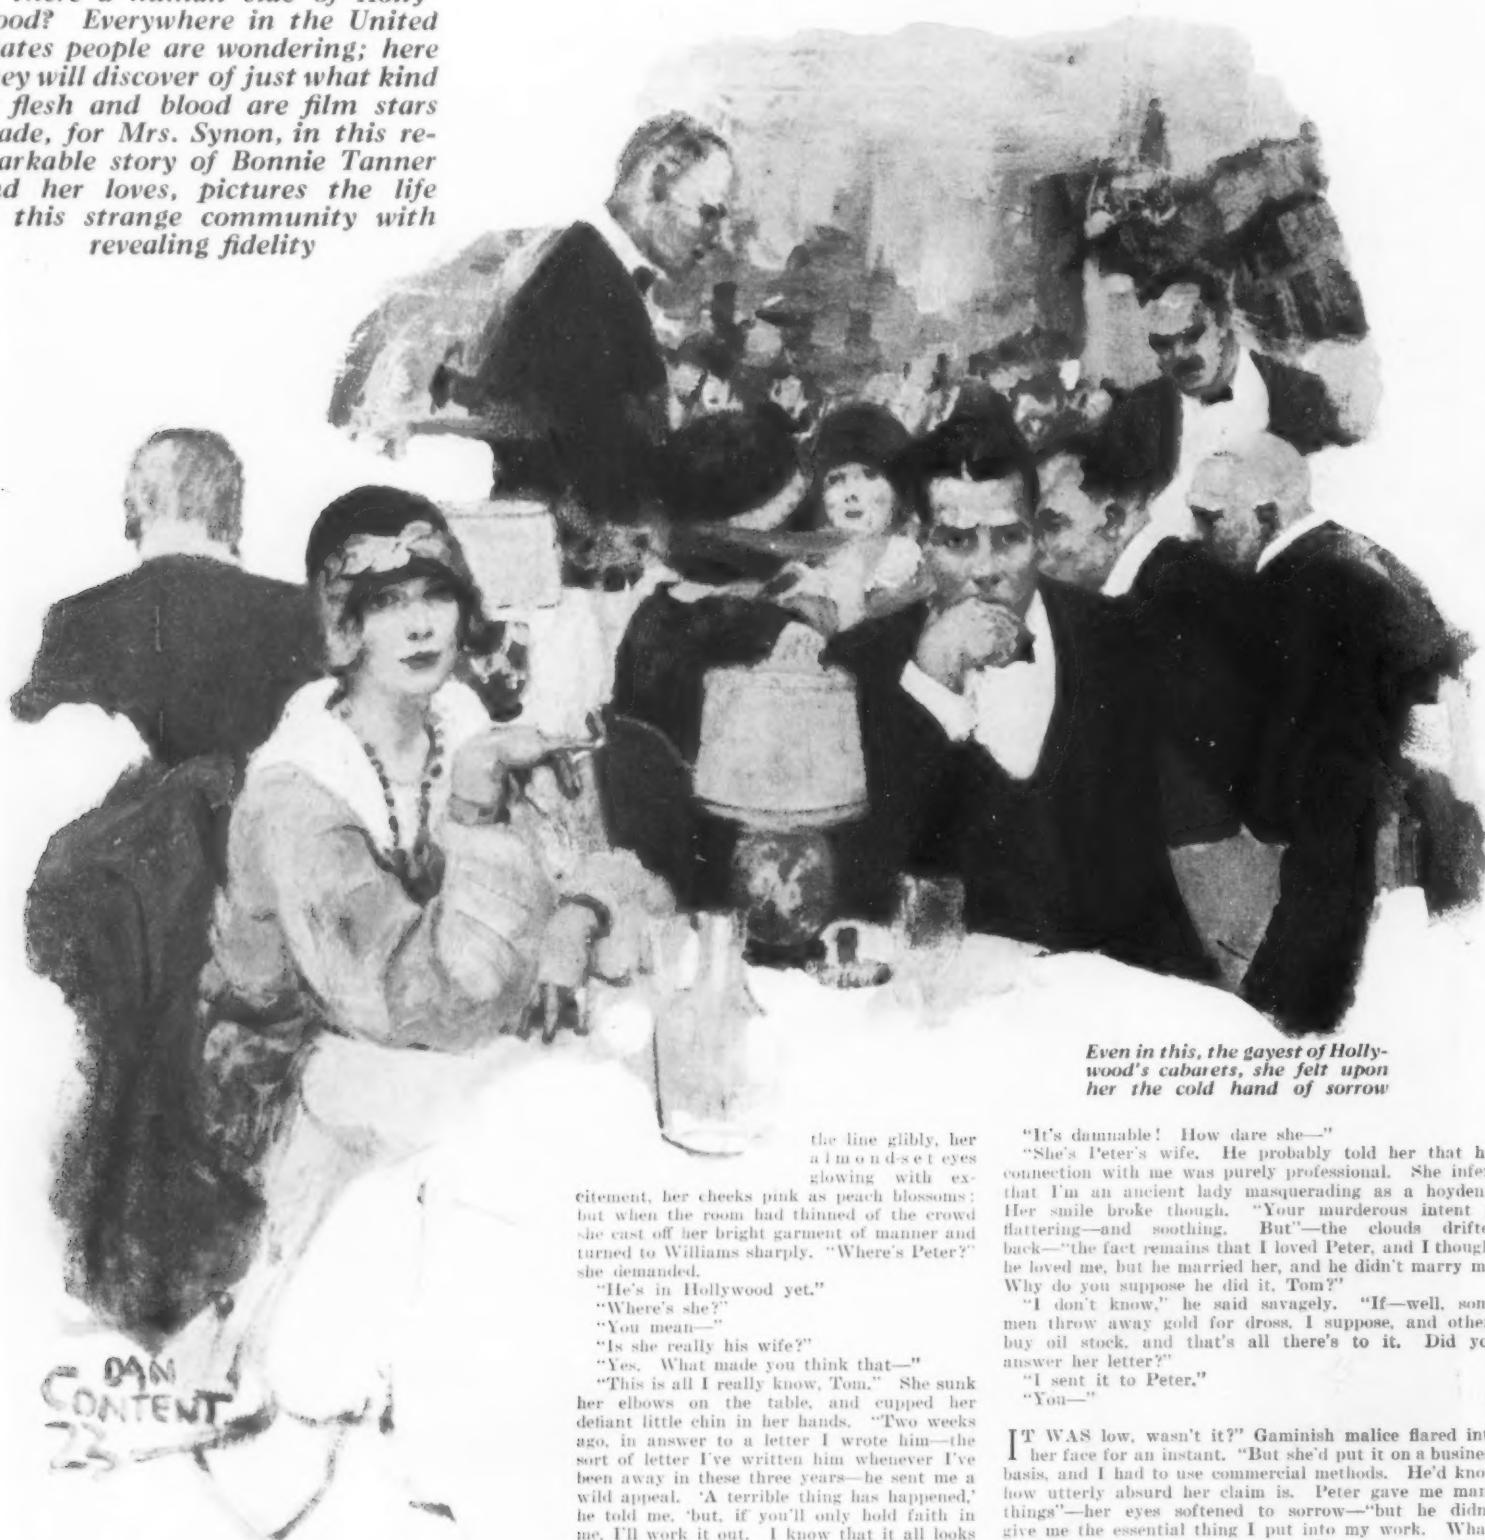 ood? Everywhere in the United
ates people are wondering; here
ey will discover of just what kind
flesh and blood are film stars
ade, for Mrs. Synon, in this re-
arkable story of Bonnie Tanner
d her loves, pictures the life
this strange community with
revealing fidelity
DAN
CONTENT
23
Even in this, the gayest of Holly-
wood's cabarets, she felt upon
her the cold hand of sorrow
the line glibly, her
almond-set eyes
glowing with ex-
citement, her cheeks pink as peach blossoms;
but when the room had thinned of the crowd
she cast off her bright garment of manner and
turned to Williams sharply. "Where's Peter?"
she demanded.
"He's in Hollywood yet."
"Where's she?"
"You mean—"
"Is she really his wife?"
"Yes. What made you think that—"
"This is all I really know, Tom." She sunk
her elbows on the table, and cupped her
defiant little chin in her hands. "Two weeks
ago, in answer to a letter I wrote him—the
sort of letter I've written him whenever I've
been away in these three years—he sent me a
wild appeal. 'A terrible thing has happened,'
he told me, 'but, if you'll only hold faith in
me, I'll work it out. I know that it all looks
"It's damnable! How dare she—"
"She's Peter's wife. He probably told her that h
connection with me was purely professional. She infe
that I'm an ancient lady masquerading as a hoyden
Her smile broke though. "Your murderous intent
flattering—and soothing. But"—the clouds drifte
back—"the fact remains that I loved Peter, and I though
he loved me, but he married her, and he didn't marry m
Why do you suppose he did it, Tom?"
"I don't know," he said savagely. "If—well, som
men throw away gold for dross, I suppose, and othe
buy oil stock, and that's all there's to it. Did yo
answer her letter?"
"I sent it to Peter."
"You—"
IT WAS low, wasn't it?" Gaminish malice flared int
her face for an instant. "But she'd put it on a busine
basis, and I had to use commercial methods. He'd kno
how utterly absurd her claim is. Peter gave me man
things"—her eyes softened to sorrow—"but he didn
give me the essential thing I put into my work. Wha